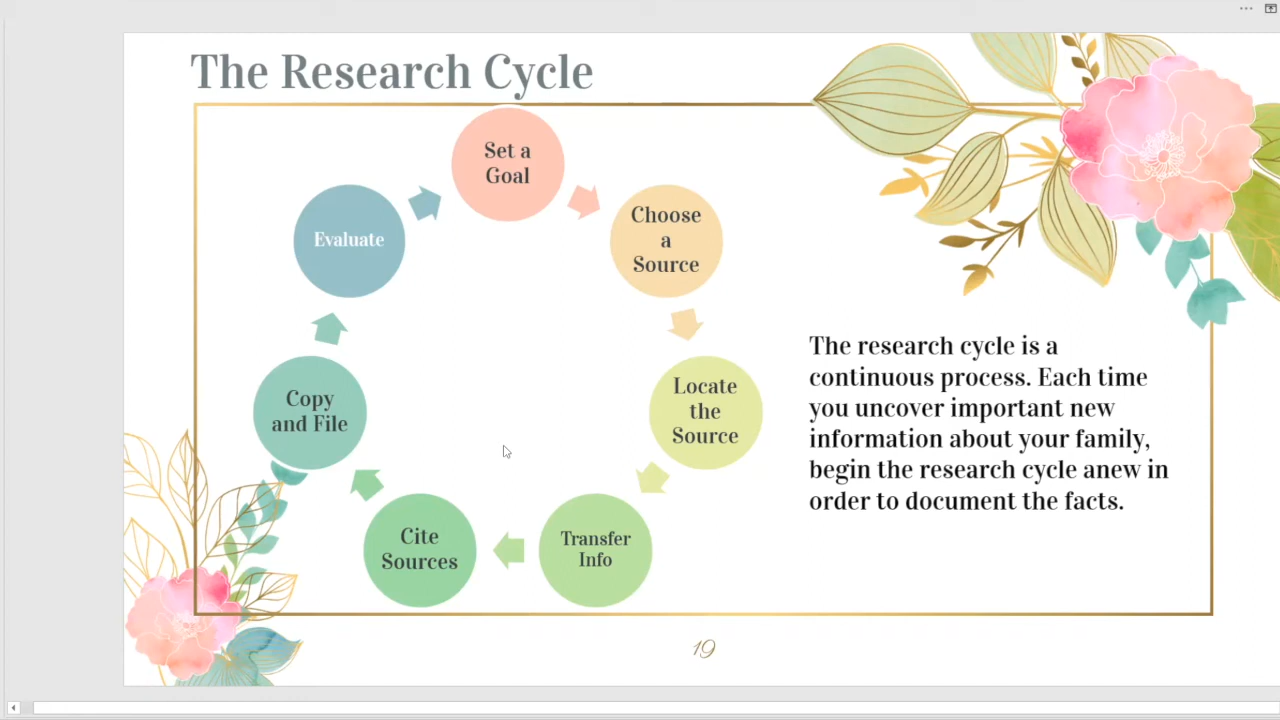 The Research Cycle
Set a
Goal
Choose
a
Source
Locate
the
Source
Transfer
Info
Cite
Sources
Copy
and File
Evaluate
The research cycle is a
continuous process. Each time
you uncover important new
information about your family,
begin the research cycle anew in
order to document the facts.
19